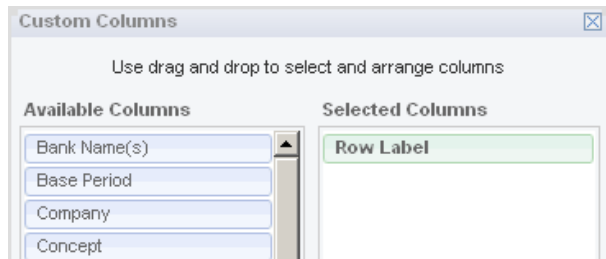 Custom Columns
Use drag and drop to select and arrange columns
Available Columns
Selected Columns
Bank Name(s)
Row Label
Base Period
Company
Concept